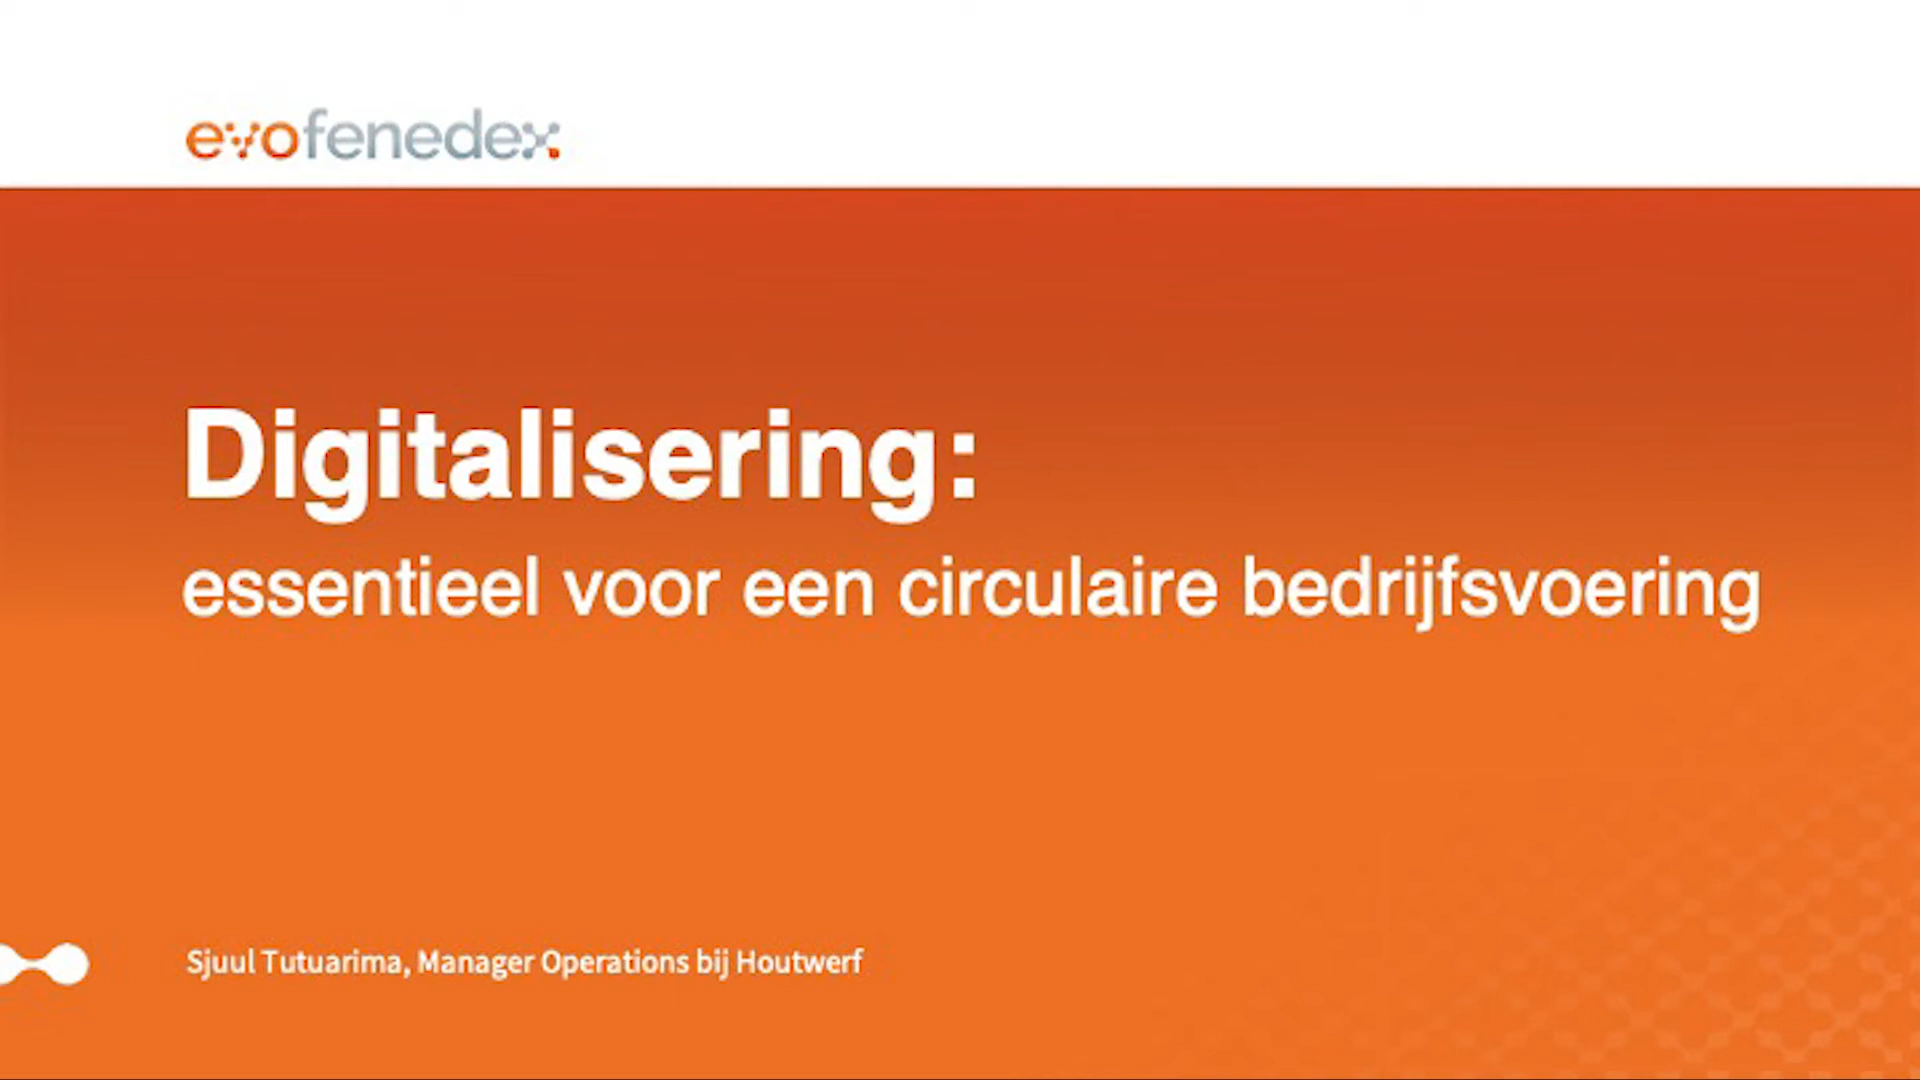 evofenedex
Digitalisering:
essentieel voor een circulaire bedrijfsvoering
Sjuul Tutuarima, Manager Operations bij Houtwerf